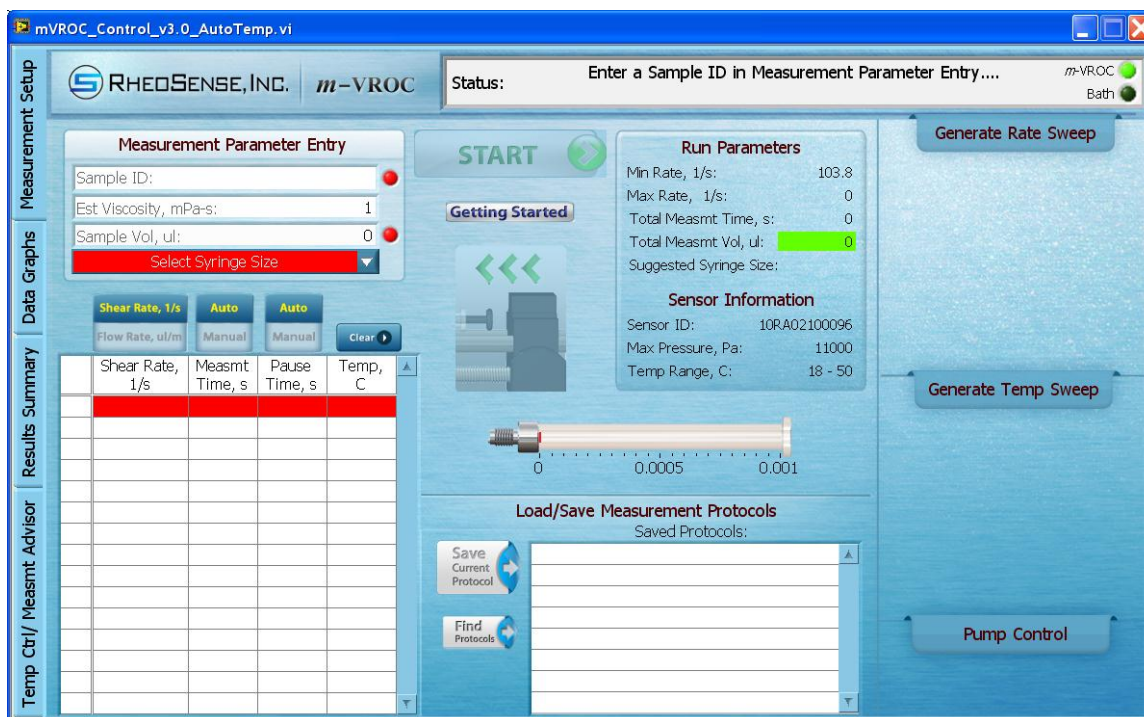 mVROC_Control_v3.0_AutoTemp.vi
Measurement Setup
Data Graphs
Results Summary
Temp Ctrl/ Measmt Advisor
RHEOSENSE, INC. m-VROC
Status:
Enter a Sample ID in Measurement Parameter Entry....
m-VROC
Bath
Measurement Parameter Entry
Sample ID:
Est Viscosity, mPa-s: 1
Sample Vol, ul: 0
Select Syringe Size
Shear Rate, 1/s Auto Auto
Flow Rate, ul/m Manual Manual Clear
Shear Rate, Measmt Pause Temp,
1/s Time, s Time, s C
START
Getting Started
Run Parameters
Min Rate, 1/s: 103.8
Max Rate, 1/s: 0
Total Measmt Time, s: 0
Total Measmt Vol, ul: 0
Suggested Syringe Size:
Sensor Information
Sensor ID: 10RA02100096
Max Pressure, Pa: 11000
Temp Range, C: 18 - 50
0 0.0005 0.001
Load/Save Measurement Protocols
Saved Protocols:
Save
Current
Protocol
Find
Protocols
Generate Rate Sweep
Generate Temp Sweep
Pump Control